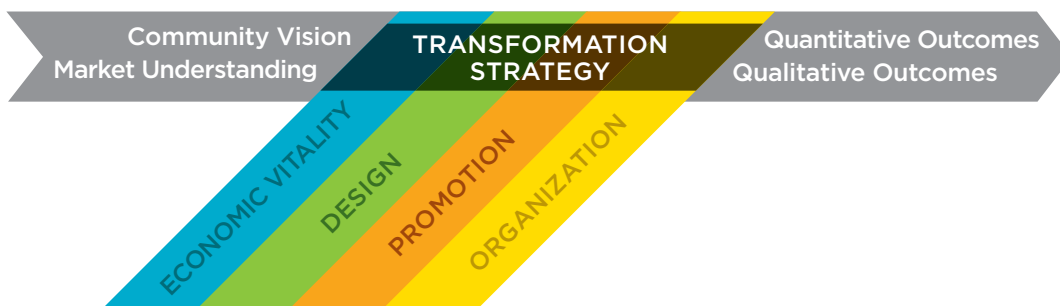 Community Vision
Market Understanding
TRANSFORMATION
STRATEGY
Quantitative Outcomes
Qualitative Outcomes
ECONOMIC VITALITY
DESIGN
PROMOTION
ORGANIZATION